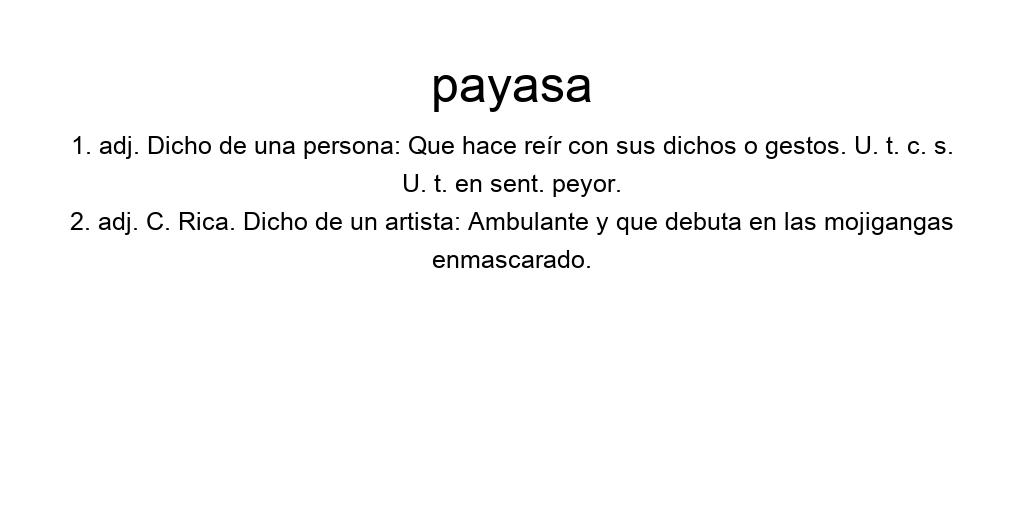 payasa
1. adj. Dicho de una persona: Que hace reír con sus dichos o gestos. U. t. c. s.
U. t. en sent. peyor.
2. adj. C. Rica. Dicho de un artista: Ambulante y que debuta en las mojigangas
enmascarado.